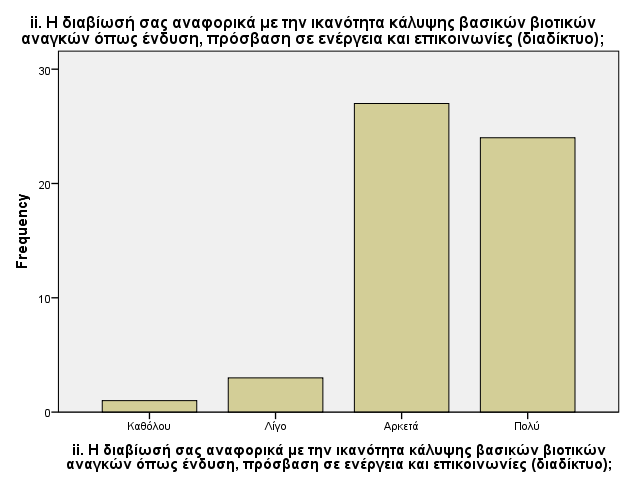 ii. Η διαβίωσή σας αναφορικά με την ικανότητα κάλυψης βασικών βιοτικών
αναγκών όπως ένδυση, πρόσβαση σε ενέργεια και επικοινωνίες (διαδίκτυο);
Frequency
30
20
10
0
Καθόλου
Λίγο
Αρκετά
Πολύ
ii. Η διαβίωσή σας αναφορικά με την ικανότητα κάλυψης βασικών βιοτικών
αναγκών όπως ένδυση, πρόσβαση σε ενέργεια και επικοινωνίες (διαδίκτυο);